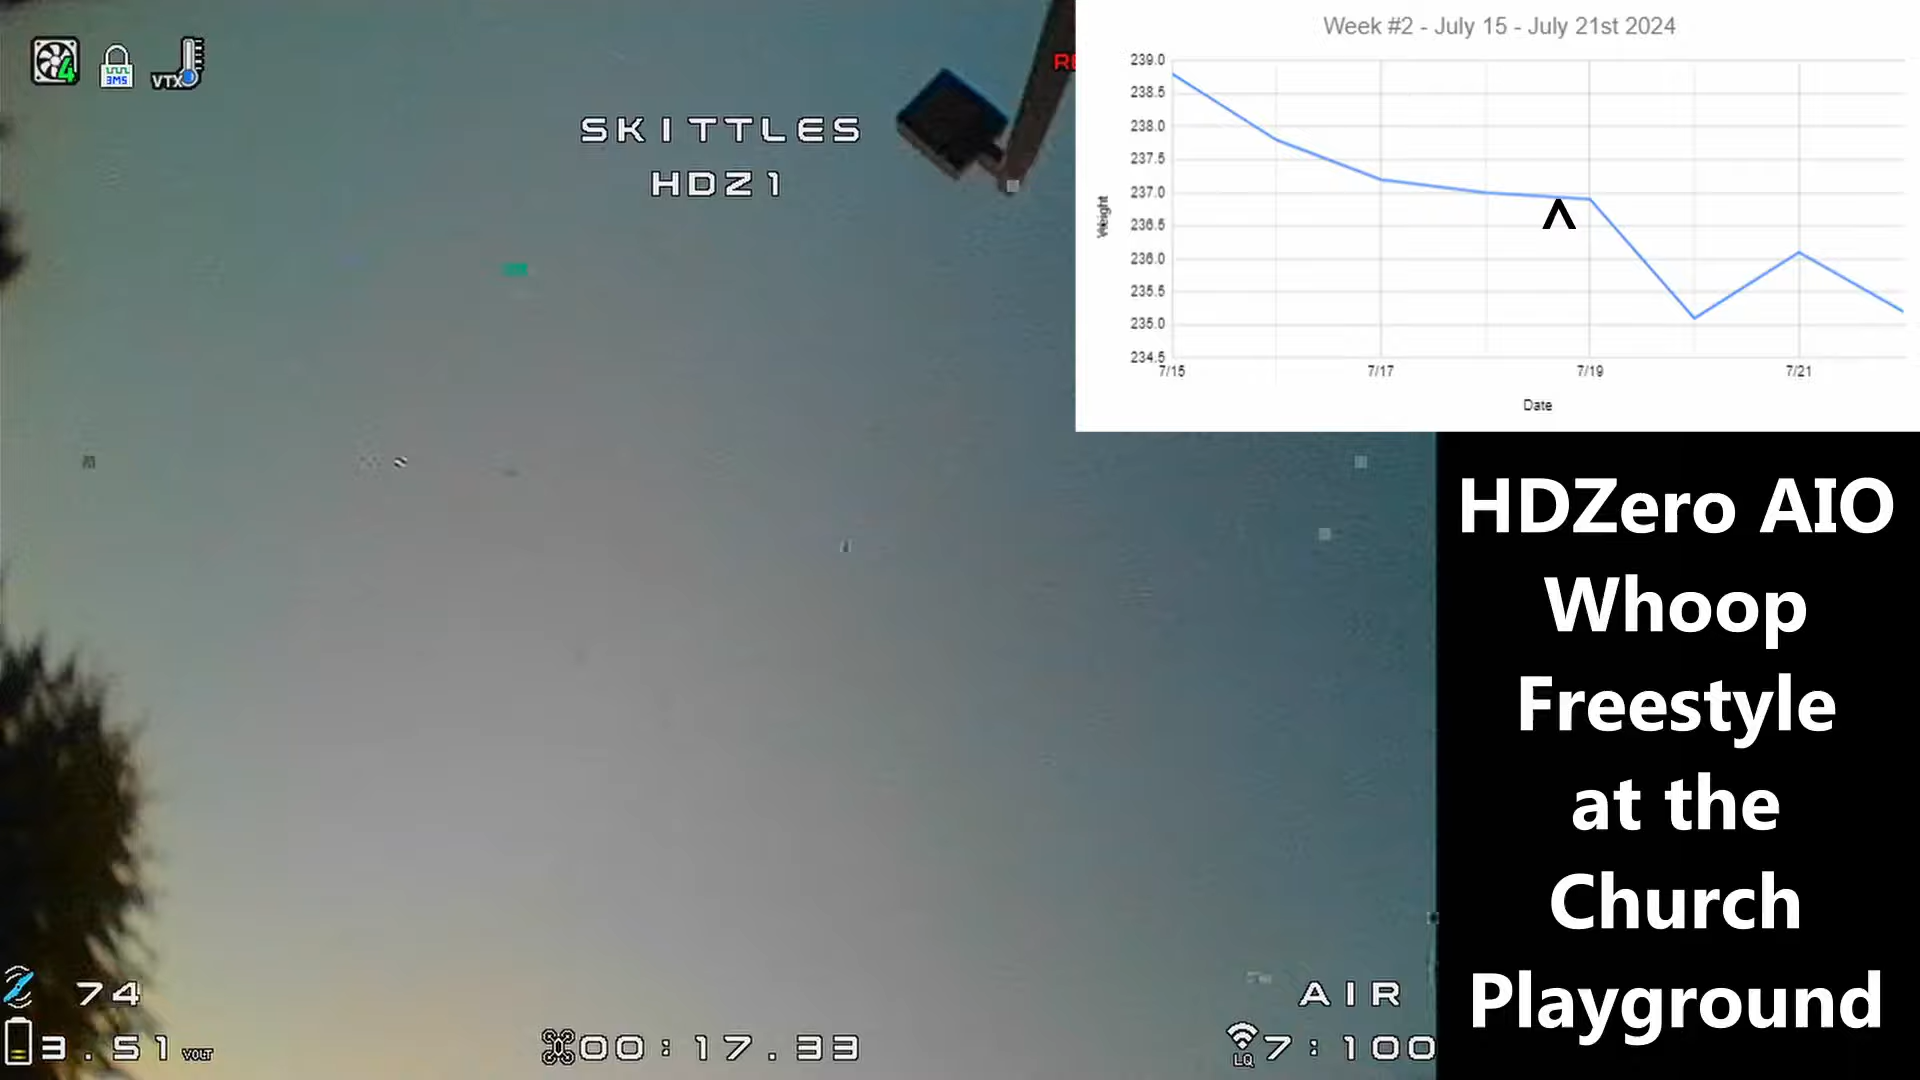 4
3MS
VTX
SKITTLES
HDZ1
RE
Week #2 - July 15 - July 21st 2024
239.0
238.5
238.0
237.5
237.0
236.5
236.0
235.5
235.0
234.5
Weight
7/15
7/17
7/19
7/21
Date
^
HDZero AIO
Whoop
Freestyle
at the
Church
Playground
74
3.51 VOLT
00:17.33
AIR
LQ 7:100